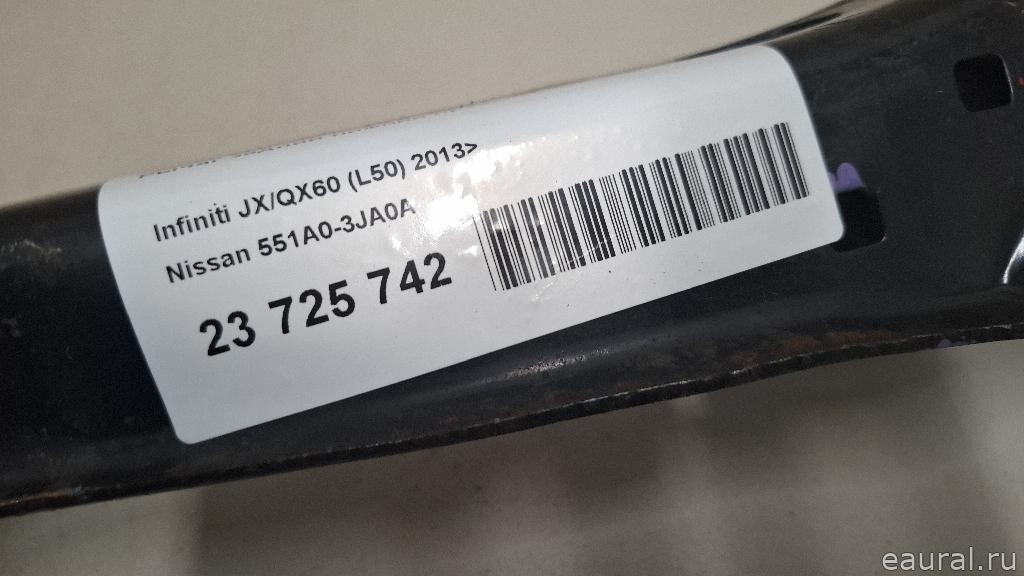 Infiniti JX/QX60 (L50) 2013>
Nissan 551A0-3JA0A
23 725 742
eaural.ru